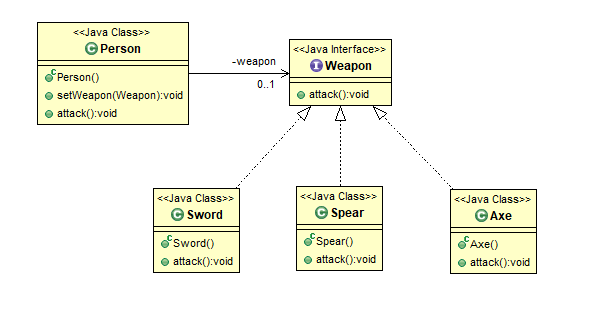 <<Java Class>>
Person
Person()
setWeapon(Weapon):void
attack():void
-weapon
0..1
<<Java Interface>>
Weapon
attack():void
<<Java Class>>
Sword
Sword()
attack():void
<<Java Class>>
Spear
Spear()
attack():void
<<Java Class>>
Axe
Axe()
attack():void